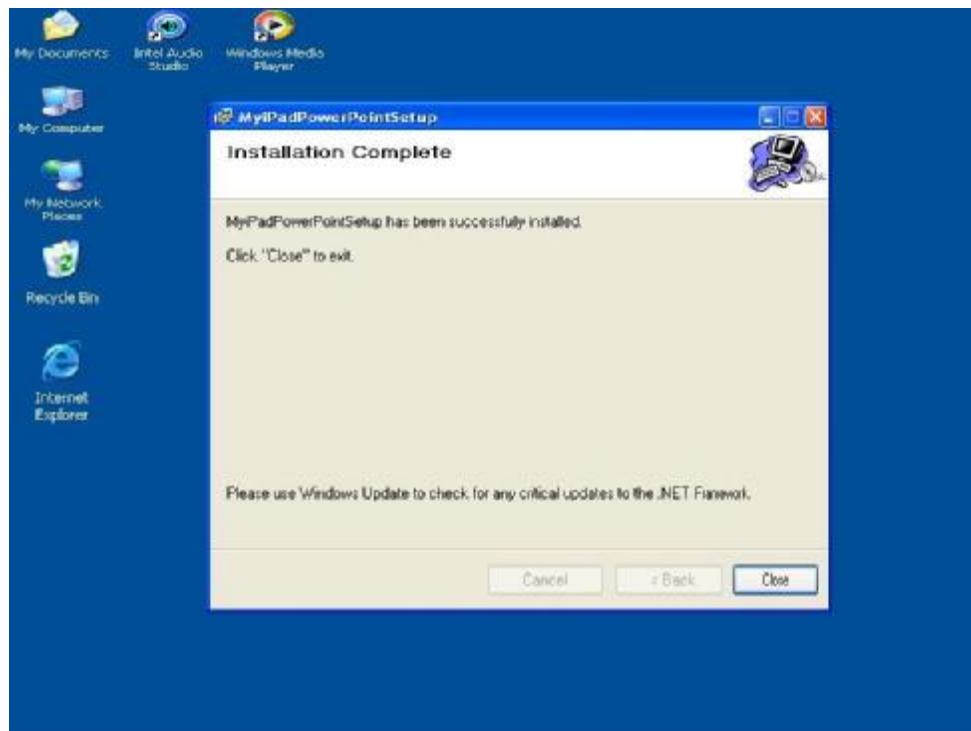 My Documents
Intel Audio
Studio
Windows Media
Player
My Computer
My Network
Places
Recycle Bin
Internet
Explorer
MyiPadPowerPointSetup
Installation Complete
MyiPadPowerPointSetup has been successfully installed.
Click "Close" to exit.
Please use Windows Update to check for any critical updates to the .NET Framework.
Cancel
< Back
Close